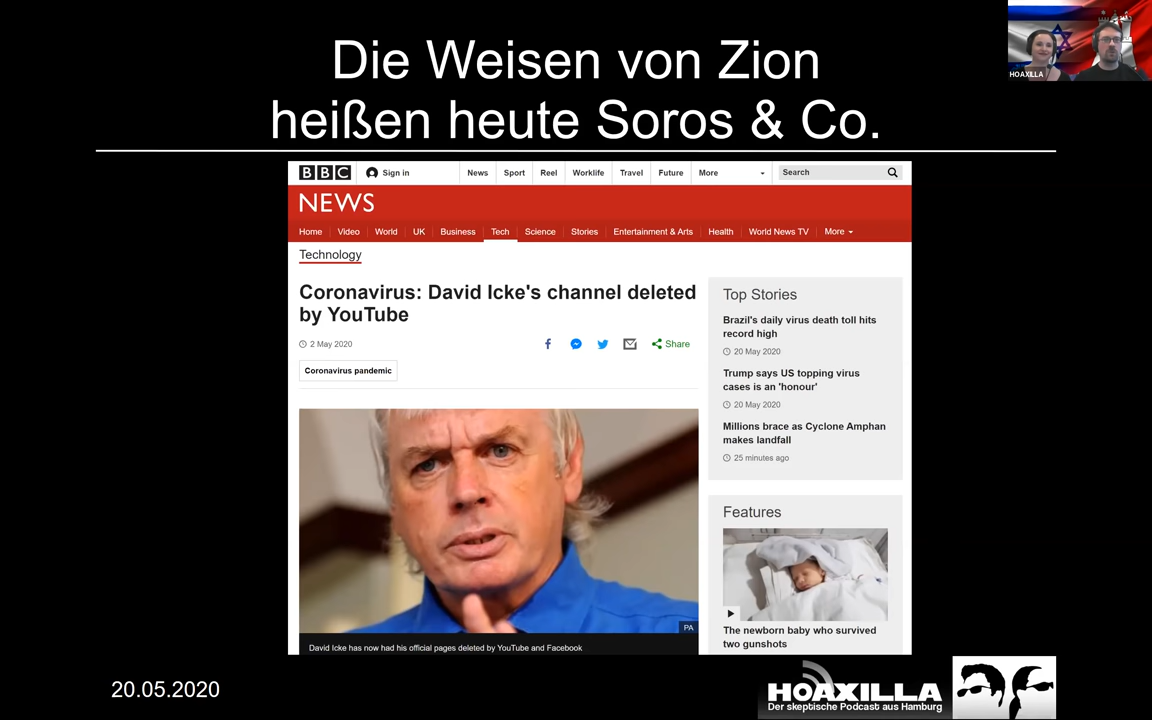 Die Weisen von Zion
heißen heute Soros & Co.
HOAXILLA
BBC Sign in News Sport Reel Worklife Travel Future More Search
NEWS
Home Video World UK Business Tech Science Stories Entertainment & Arts Health World News TV More
Technology
Coronavirus: David Icke's channel deleted
by YouTube
2 May 2020
Share
Coronavirus pandemic
PA
David Icke has now had his official pages deleted by YouTube and Facebook
Top Stories
Brazil's daily virus death toll hits
record high
20 May 2020
Trump says US topping virus
cases is an 'honour'
20 May 2020
Millions brace as Cyclone Amphan
makes landfall
25 minutes ago
Features
The newborn baby who survived
two gunshots
20.05.2020
HOAXILLA
Der skeptische Podcast aus Hamburg